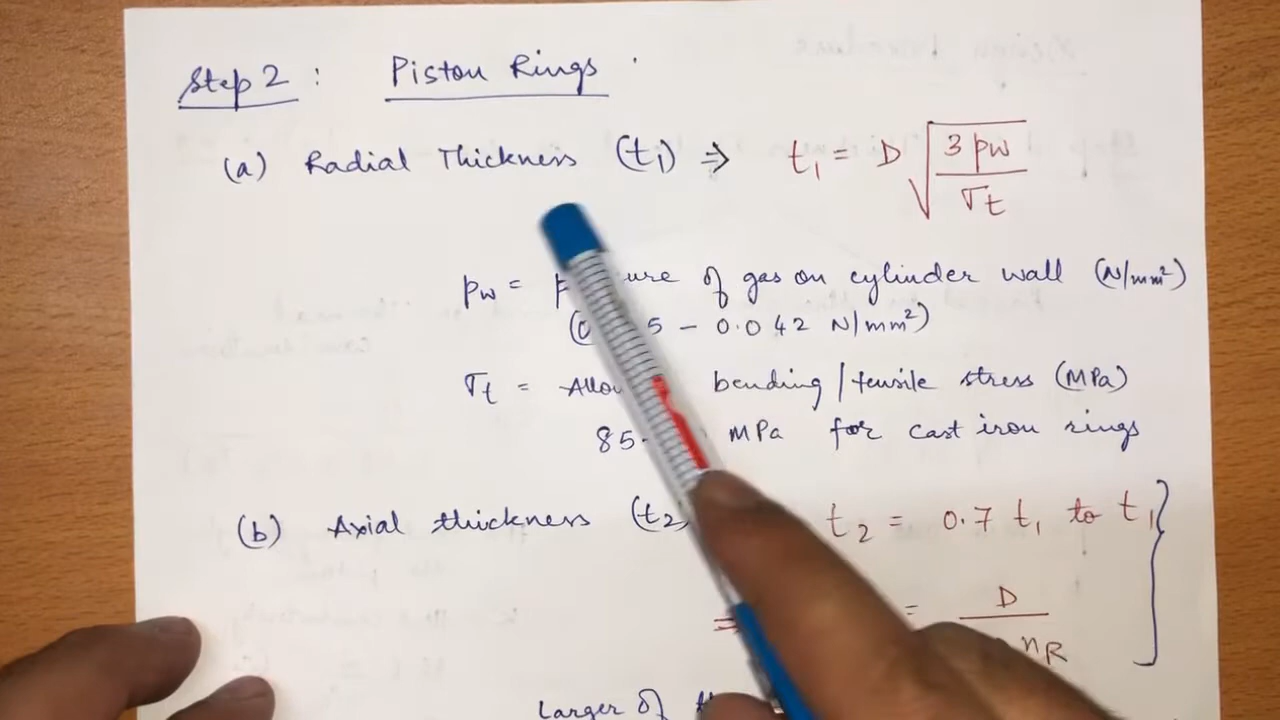 Step 2 : Piston Rings.
(a) Radial Thickness (t₁) ⇒ t₁ = D √(3 pw / σt)
pw = of gas on cylinder wall (N/mm²)
– 0.042 N/mm²)
σt = bending/tensile stress (MPa)
85- MPa for cast iron rings
(b) Axial thickness (t₂) t₂ = 0.7 t₁ to t₁
= D / nR
Larger of